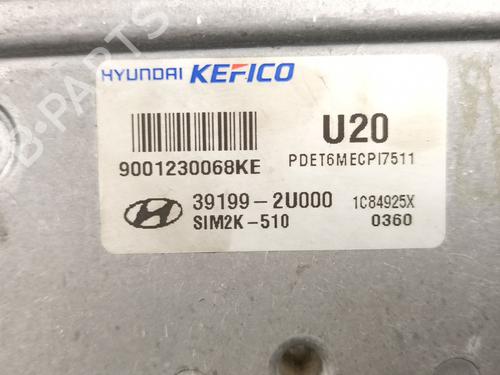 HYUNDAI KEFICO
U20
9001230068KE
PDET6MECPI7511
39199-2U000
1C84925X
SIM2K-510
0360
B-PARTS